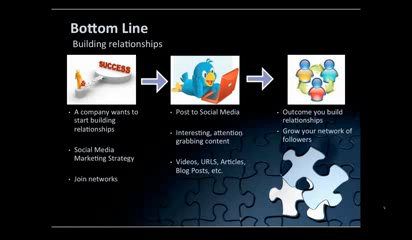 Bottom Line
Building relationships
SUCCESS
• A company wants to
start building
relationships
• Social Media
Marketing Strategy
• Join networks
• Post to Social Media
• Interesting, attention
grabbing content
• Videos, URLS, Articles,
Blog Posts, etc.
• Outcome you build
relationships
• Grow your network of
followers